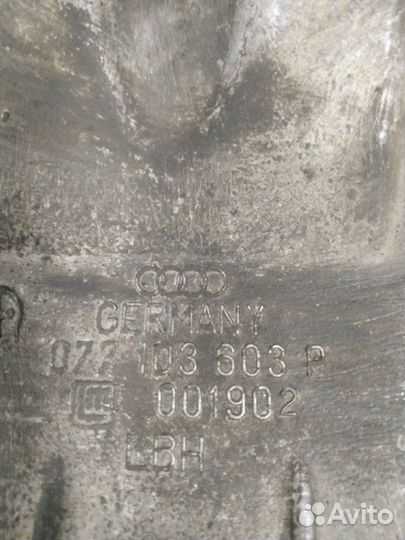 GERMANY
077 103 603 P
001902
LBH
Avito